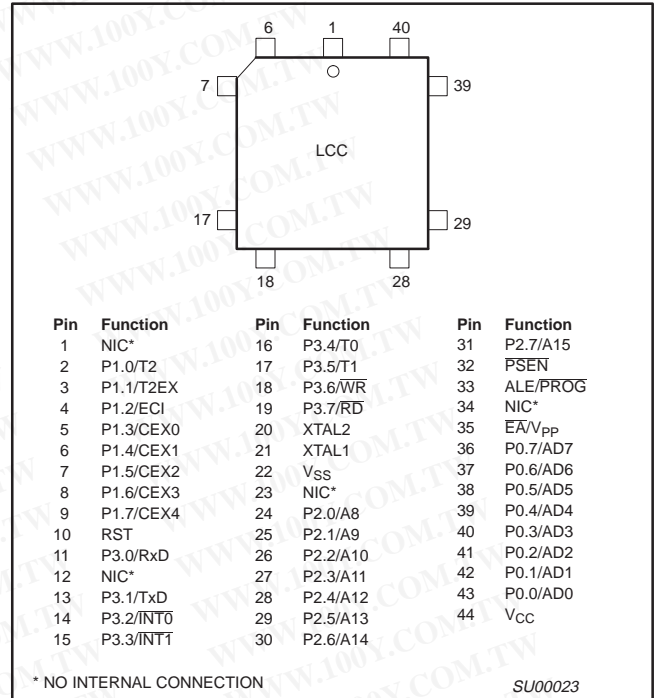 6 1 40
7 39
LCC
17 29
18 28
Pin Function Pin Function Pin Function
1 NIC* 16 P3.4/T0 31 P2.7/A15
2 P1.0/T2 17 P3.5/T1 32 PSEN
3 P1.1/T2EX 18 P3.6/WR 33 ALE/PROG
4 P1.2/ECI 19 P3.7/RD 34 NIC*
5 P1.3/CEX0 20 XTAL2 35 EA/VPP
6 P1.4/CEX1 21 XTAL1 36 P0.7/AD7
7 P1.5/CEX2 22 VSS 37 P0.6/AD6
8 P1.6/CEX3 23 NIC* 38 P0.5/AD5
9 P1.7/CEX4 24 P2.0/A8 39 P0.4/AD4
10 RST 25 P2.1/A9 40 P0.3/AD3
11 P3.0/RxD 26 P2.2/A10 41 P0.2/AD2
12 NIC* 27 P2.3/A11 42 P0.1/AD1
13 P3.1/TxD 28 P2.4/A12 43 P0.0/AD0
14 P3.2/INT0 29 P2.5/A13 44 VCC
15 P3.3/INT1 30 P2.6/A14
* NO INTERNAL CONNECTION SU00023
WWW.100Y.COM.TW